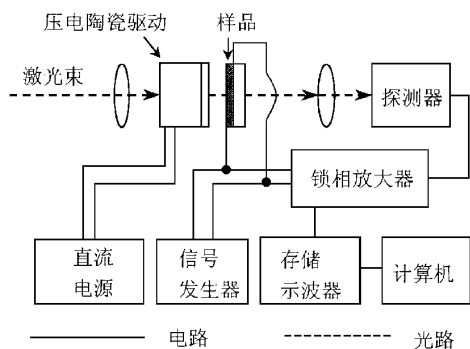 压电陶瓷驱动
样品
激光束
探测器
锁相放大器
直流
电源
信号
发生器
存储
示波器
计算机
电路
光路